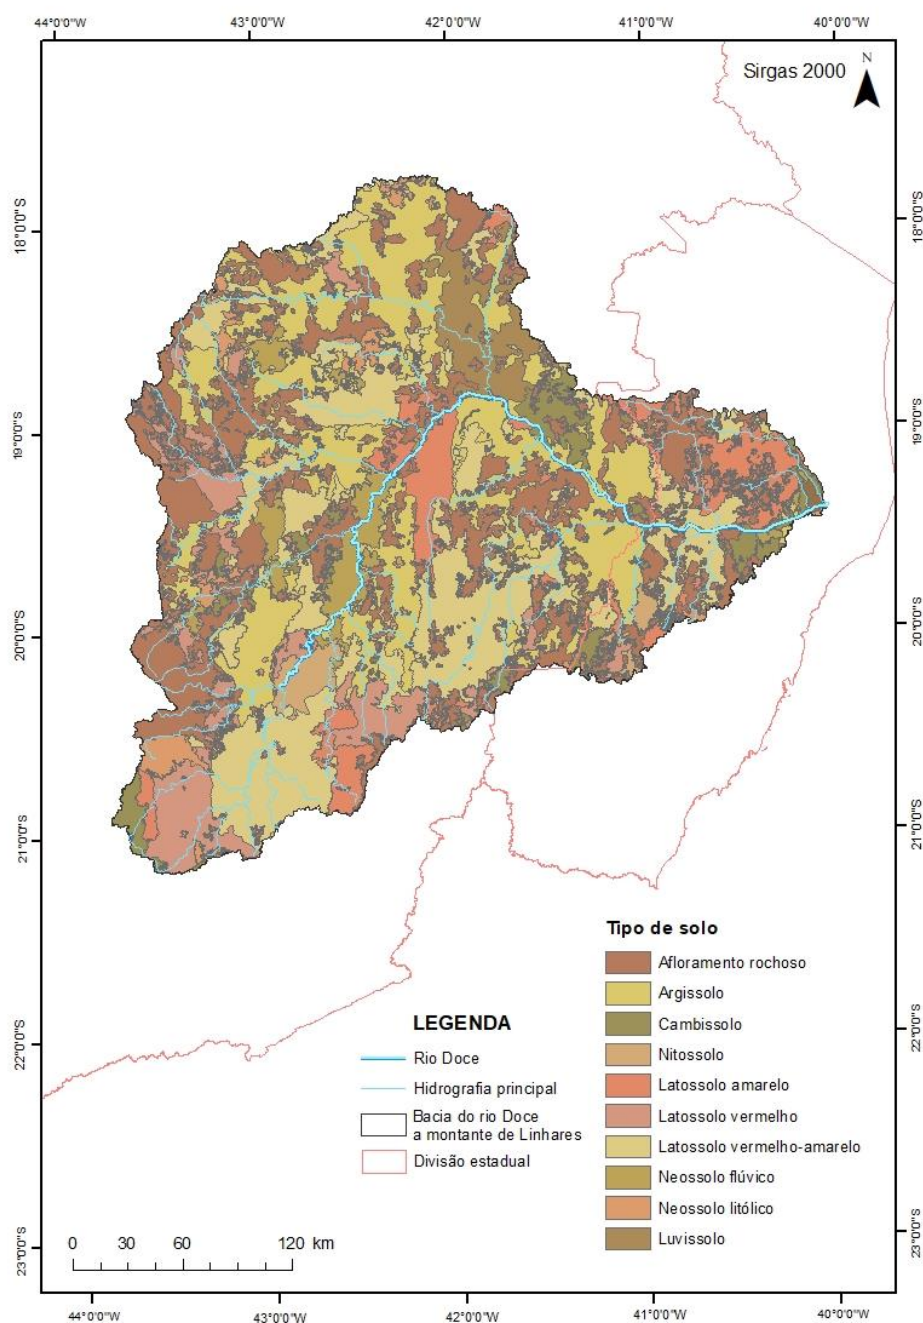 44°0'0"W 43°0'0"W 42°0'0"W 41°0'0"W 40°0'0"W
Sirgas 2000
N
18°0'0"S 18°0'0"S
19°0'0"S 19°0'0"S
20°0'0"S 20°0'0"S
21°0'0"S 21°0'0"S
22°0'0"S 22°0'0"S
23°0'0"S 23°0'0"S
Tipo de solo
Afloramento rochoso
Argissolo
Cambissolo
Nitossolo
Latossolo amarelo
Latossolo vermelho
Latossolo vermelho-amarelo
Neossolo flúvico
Neossolo litólico
Luvissolo
LEGENDA
Rio Doce
Hidrografia principal
Bacia do rio Doce
a montante de Linhares
Divisão estadual
0 30 60 120 km
44°0'0"W 43°0'0"W 42°0'0"W 41°0'0"W 40°0'0"W